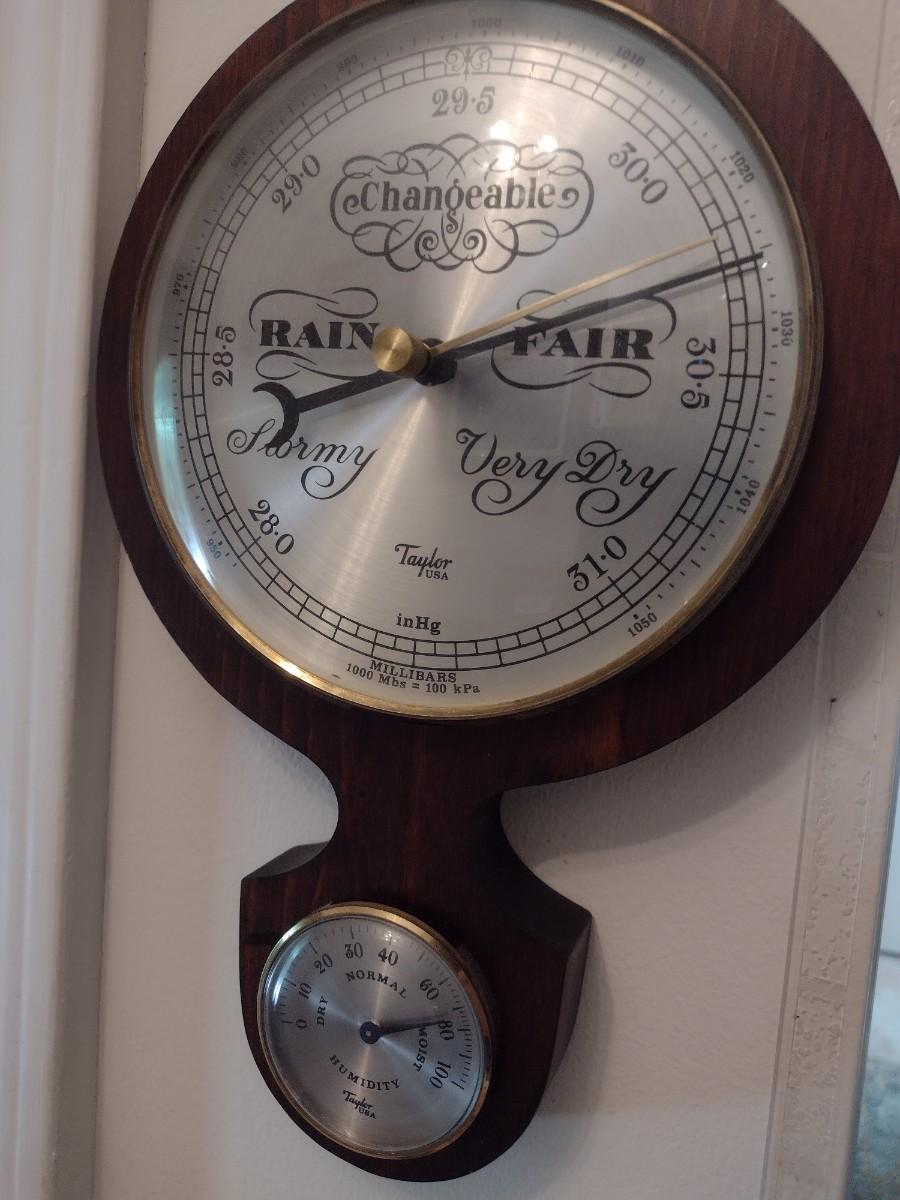 1000
990
1010
29·5
980
1020
29·0
30·0
Changeable
970
1030
RAIN
FAIR
28·5
30·5
Stormy
Very Dry
1040
28·0
31·0
950
Taylor
USA
1050
inHg
MILLIBARS
1000 Mbs = 100 kPa
30
40
20
60
NORMAL
10
DRY
0
80
MOIST
100
HUMIDITY
Taylor
USA